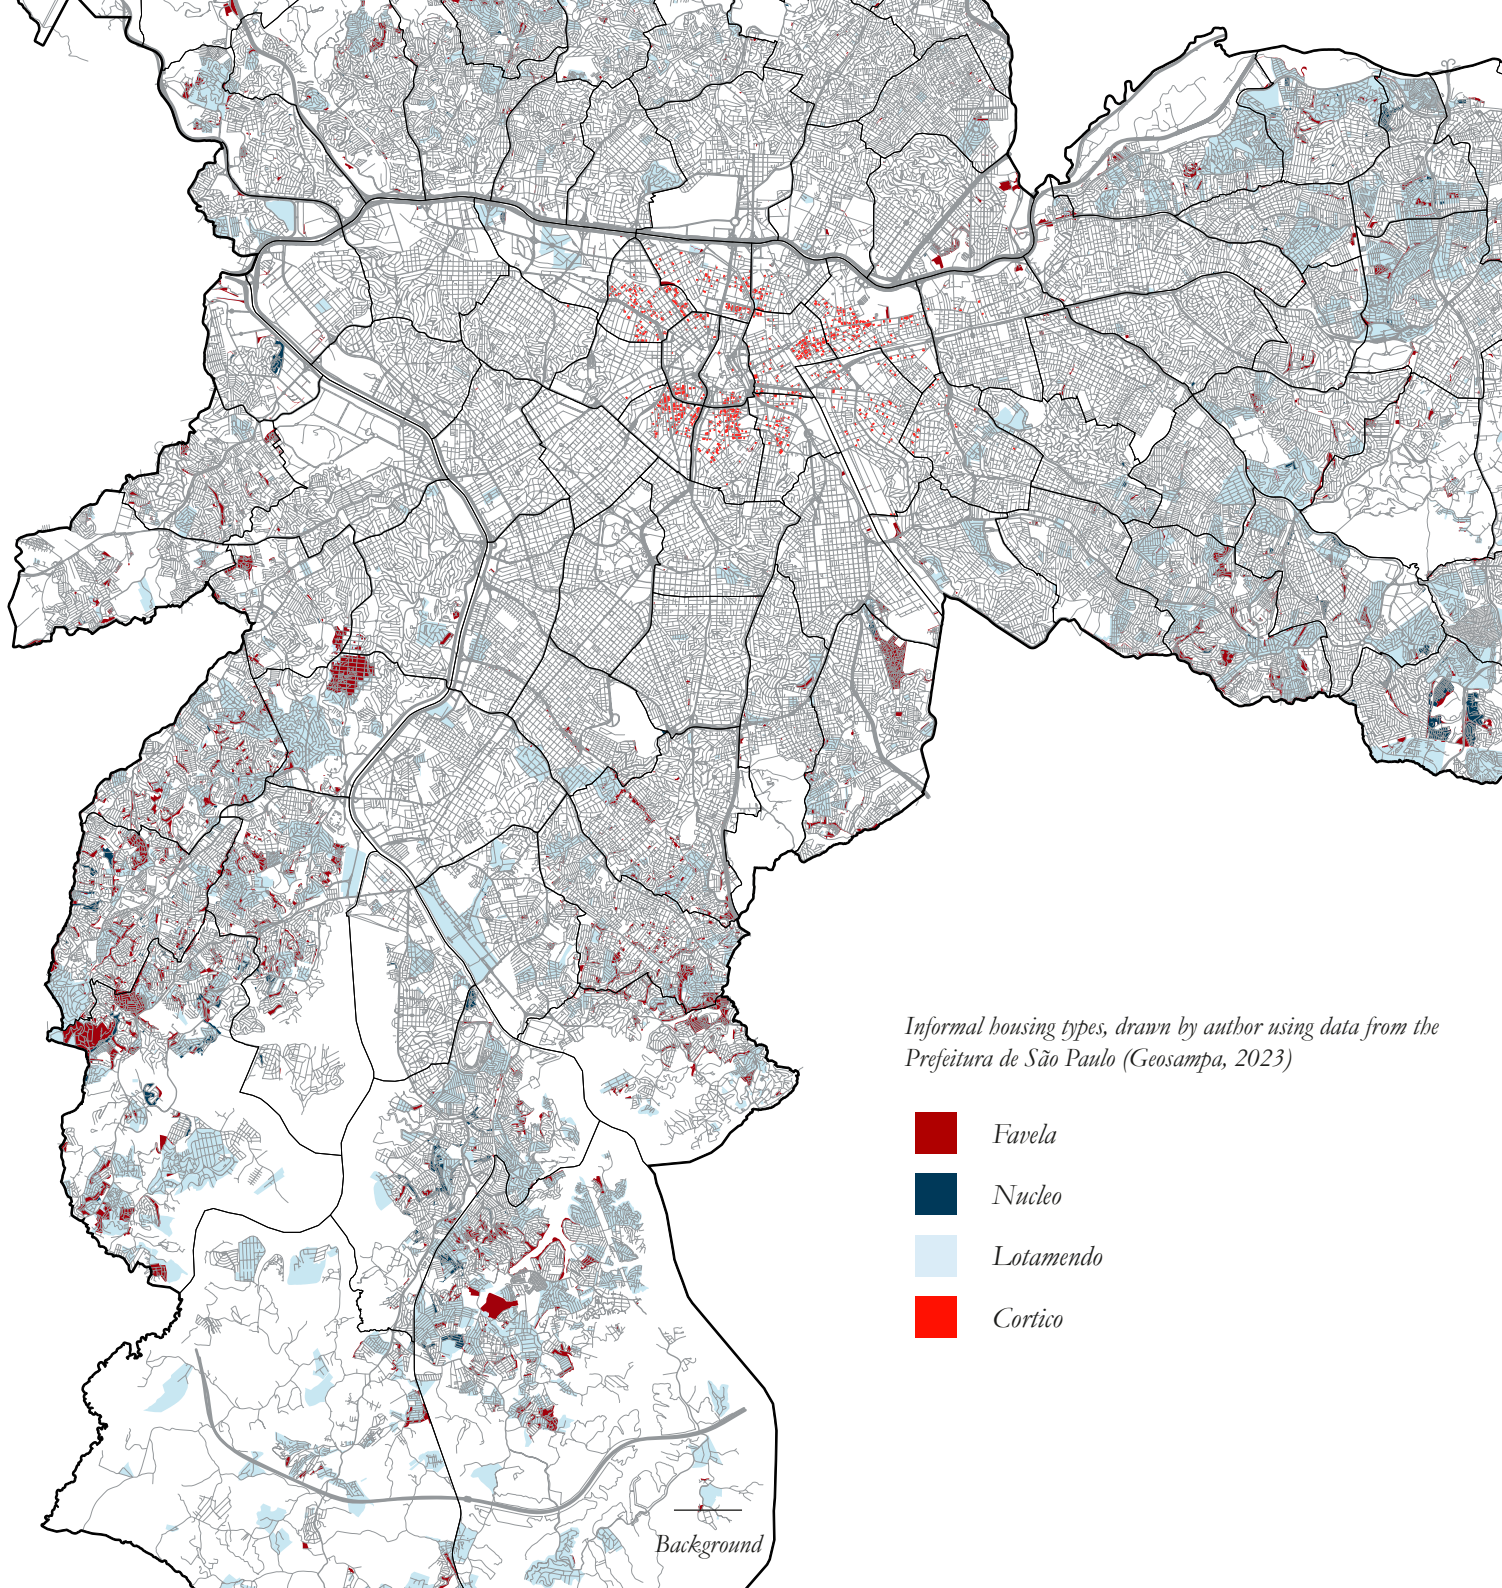 Informal housing types, drawn by author using data from the
Prefeitura de São Paulo (Geosampa, 2023)
Favela
Nucleo
Lotamendo
Cortico
Background